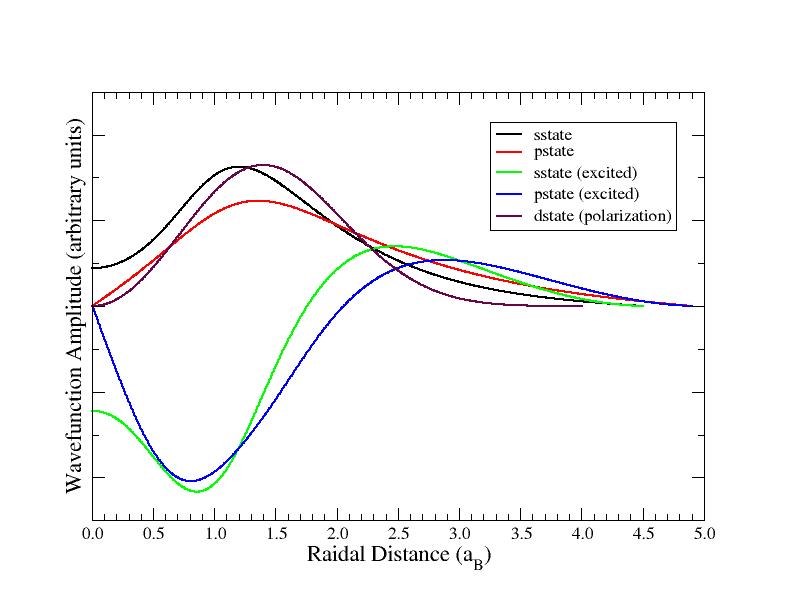 sstate
pstate
sstate (excited)
pstate (excited)
dstate (polarization)
Wavefunction Amplitude (arbitrary units)
0.0 0.5 1.0 1.5 2.0 2.5 3.0 3.5 4.0 4.5 5.0
Raidal Distance (a_B)